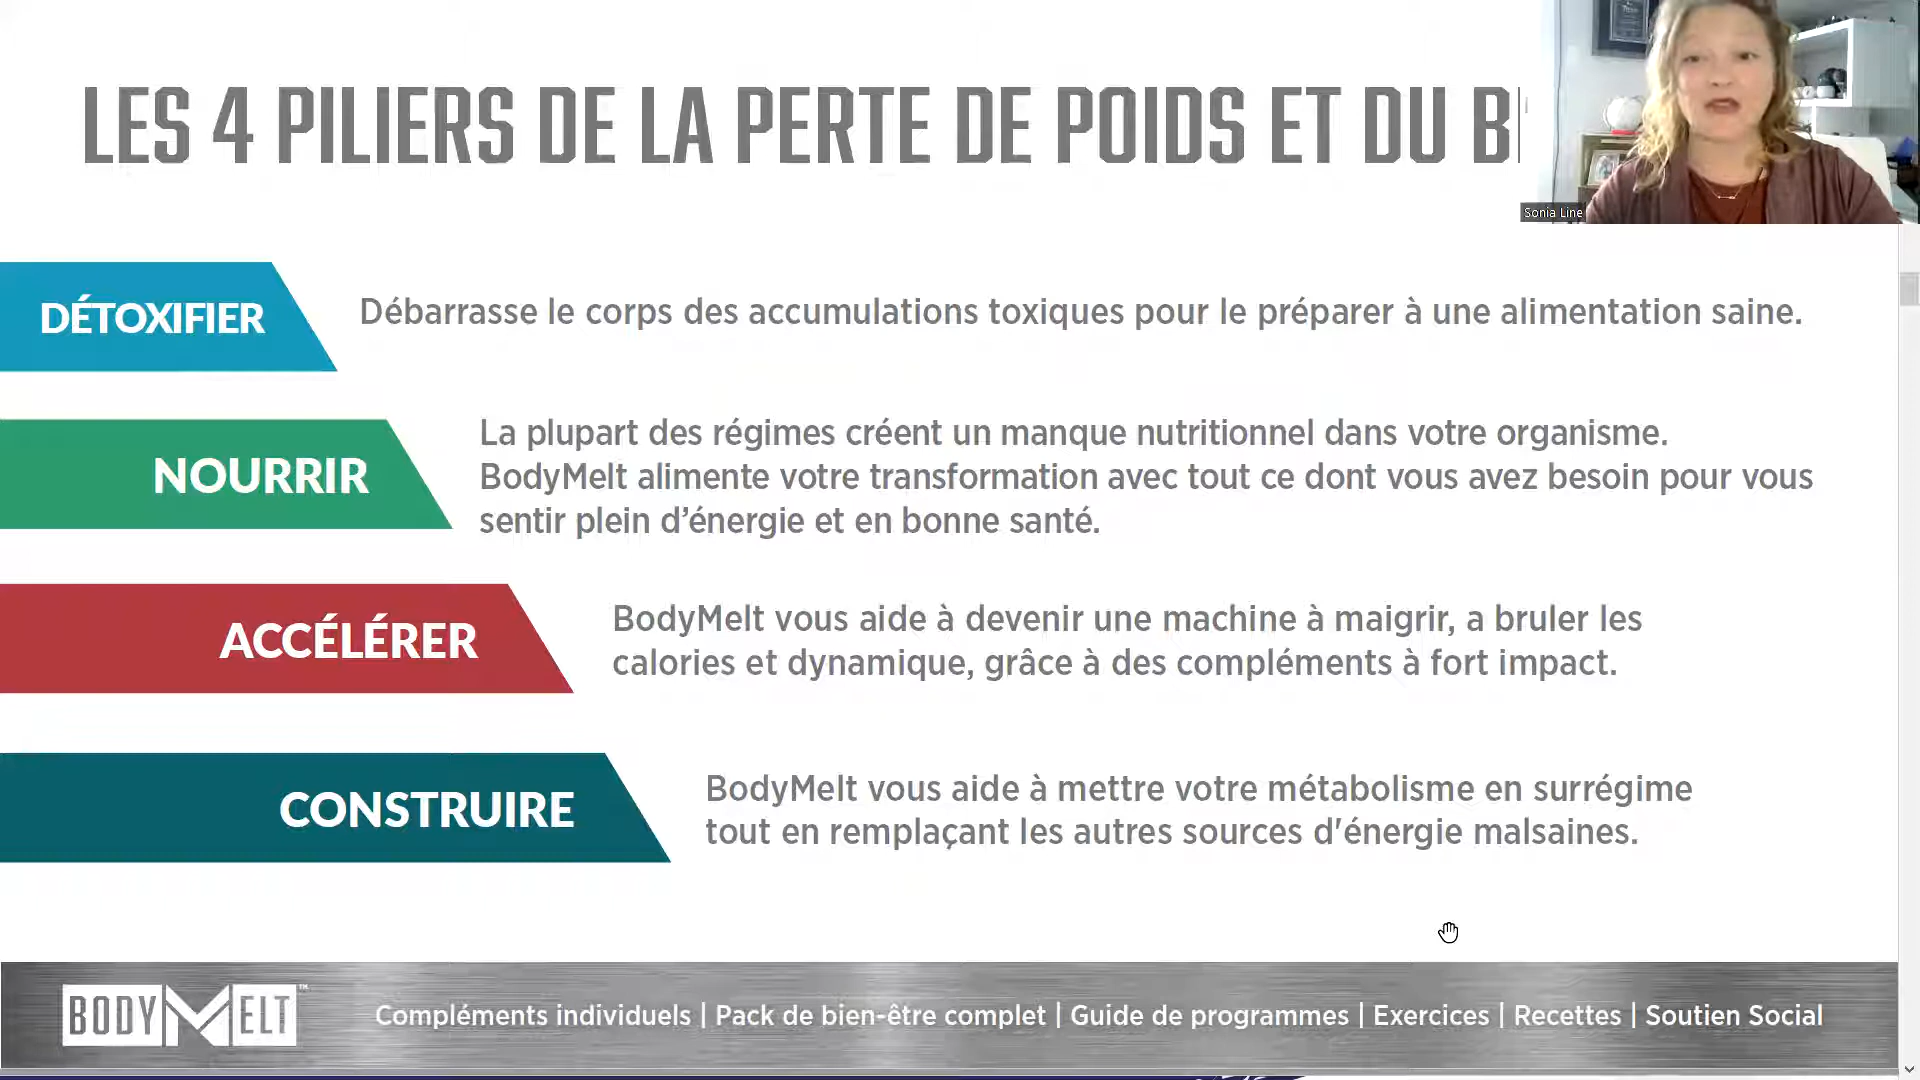 LES 4 PILIERS DE LA PERTE DE POIDS ET DU
Sonia Line
DÉTOXIFIER
Débarrasse le corps des accumulations toxiques pour le préparer à une alimentation saine.
NOURRIR
La plupart des régimes créent un manque nutritionnel dans votre organisme.
BodyMelt alimente votre transformation avec tout ce dont vous avez besoin pour vous
sentir plein d’énergie et en bonne santé.
ACCÉLÉRER
BodyMelt vous aide à devenir une machine à maigrir, a bruler les
calories et dynamique, grâce à des compléments à fort impact.
CONSTRUIRE
BodyMelt vous aide à mettre votre métabolisme en surrégime
tout en remplaçant les autres sources d'énergie malsaines.
BODYMELT™
Compléments individuels | Pack de bien-être complet | Guide de programmes | Exercices | Recettes | Soutien Social